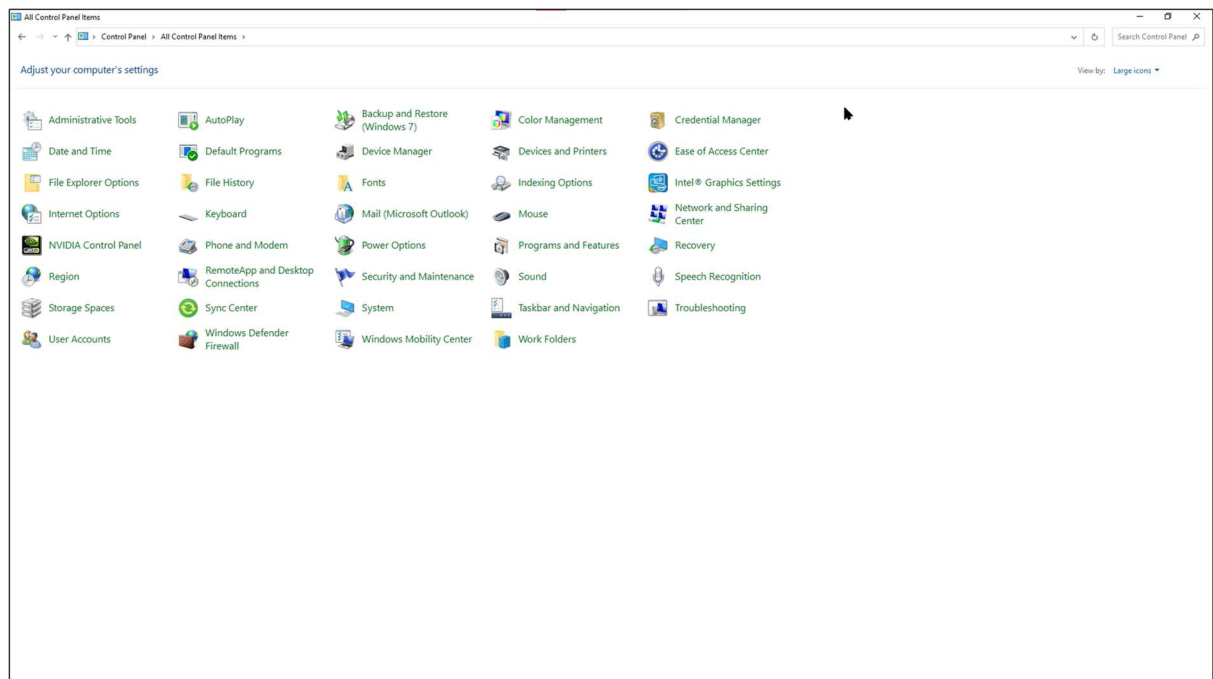 All Control Panel Items
Control Panel > All Control Panel Items >
Search Control Panel
Adjust your computer's settings
View by: Large icons
Administrative Tools
AutoPlay
Backup and Restore
(Windows 7)
Color Management
Credential Manager
Date and Time
Default Programs
Device Manager
Devices and Printers
Ease of Access Center
File Explorer Options
File History
Fonts
Indexing Options
Intel® Graphics Settings
Internet Options
Keyboard
Mail (Microsoft Outlook)
Mouse
Network and Sharing
Center
NVIDIA Control Panel
Phone and Modem
Power Options
Programs and Features
Recovery
Region
RemoteApp and Desktop
Connections
Security and Maintenance
Sound
Speech Recognition
Storage Spaces
Sync Center
System
Taskbar and Navigation
Troubleshooting
User Accounts
Windows Defender
Firewall
Windows Mobility Center
Work Folders